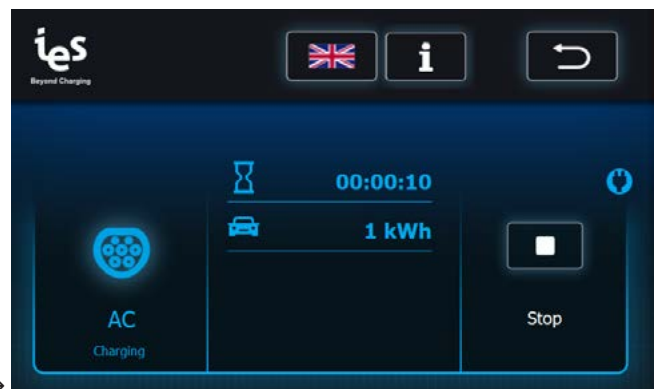 ies
Beyond Charging
i
00:00:10
1 kWh
AC
Charging
Stop